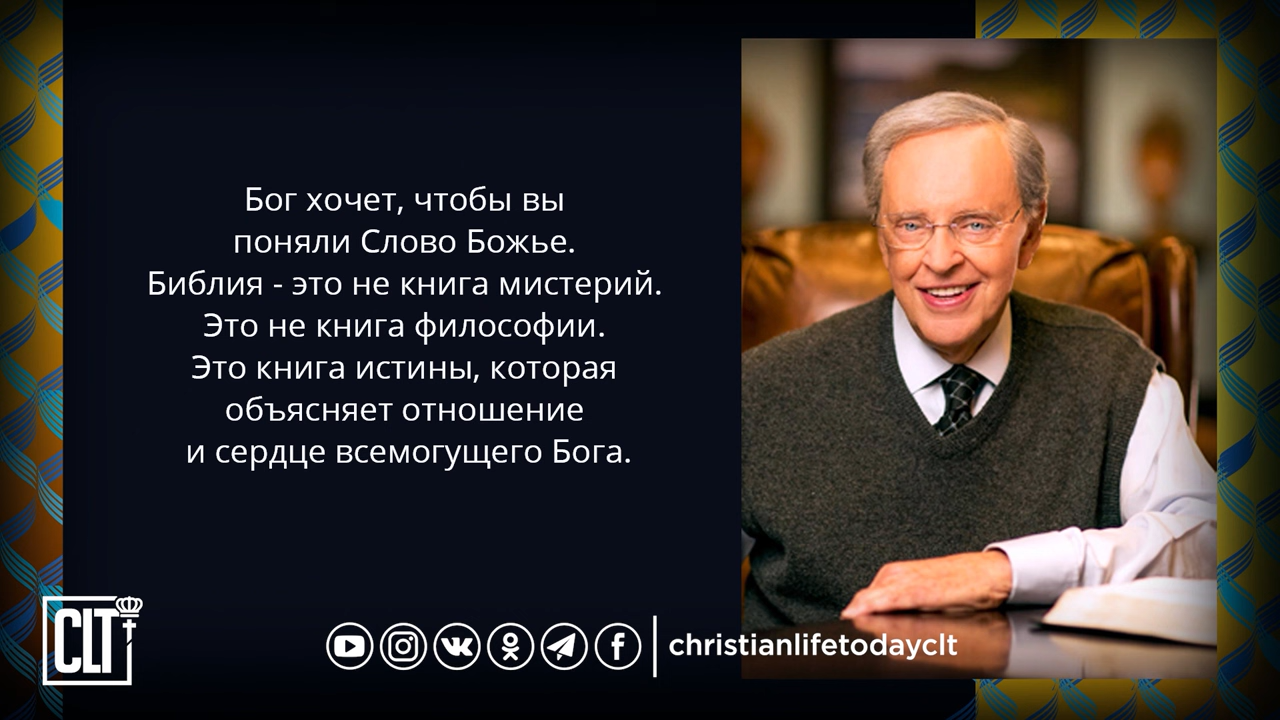 Бог хочет, чтобы вы
поняли Слово Божье.
Библия - это не книга мистерий.
Это не книга философии.
Это книга истины, которая
объясняет отношение
и сердце всемогущего Бога.
CLT
christianlifetodayclt